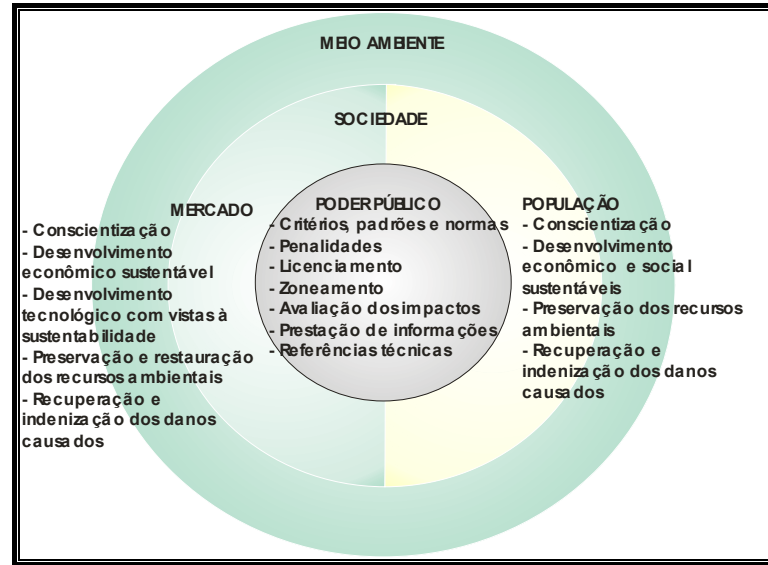 MEIO AMBIENTE
SOCIEDADE
MERCADO
- Conscientização
- Desenvolvimento
econômico sustentável
- Desenvolvimento
tecnológico com vistas à
sustentabilidade
- Preservação e restauração
dos recursos ambientais
- Recuperação e
indenização dos danos
causados
PODER PÚBLICO
- Critérios, padrões e normas
- Penalidades
- Licenciamento
- Zoneamento
- Avaliação dos impactos
- Prestação de informações
- Referências técnicas
POPULAÇÃO
- Conscientização
- Desenvolvimento
econômico e social
sustentáveis
- Preservação dos recursos
ambientais
- Recuperação e
indenização dos danos
causados